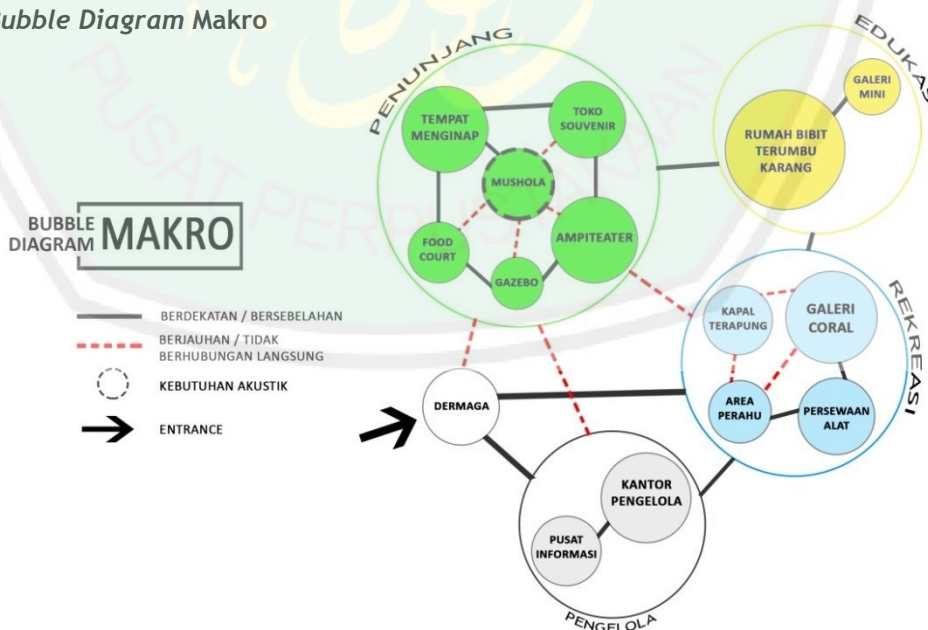 Bubble Diagram Makro
PENUNJANG
EDUKASI
TEMPAT
MENGINAP
TOKO
SOUVENIR
GALERI
MINI
RUMAH BIBIT
TERUMBU
KARANG
MUSHOLA
FOOD
COURT
AMPITEATER
GAZEBO
BUBBLE
DIAGRAM
MAKRO
BERDEKATAN / BERSEBELAHAN
BERJAUHAN / TIDAK
BERHUBUNGAN LANGSUNG
KEBUTUHAN AKUSTIK
ENTRANCE
REKREASI
KAPAL
TERAPUNG
GALERI
CORAL
AREA
PERAHU
PERSEWAAN
ALAT
DERMAGA
KANTOR
PENGELOLA
PUSAT
INFORMASI
PENGELOLA
PUSAT PERPUSTAKAAN